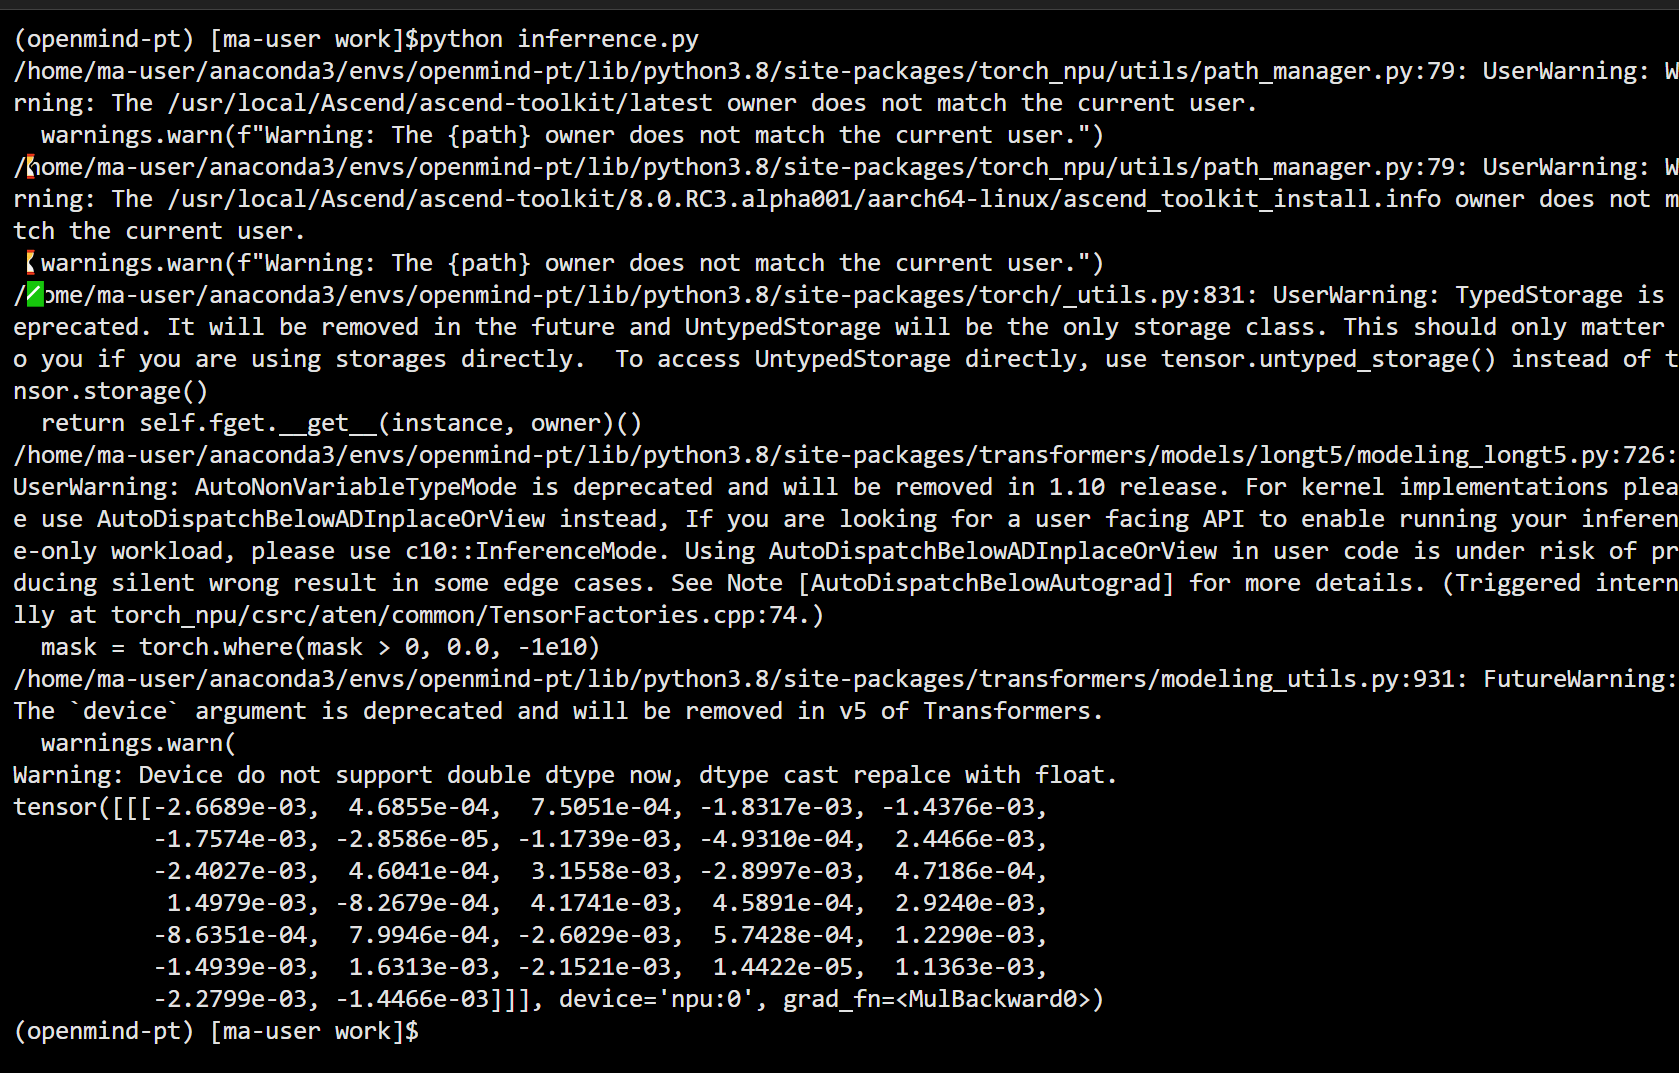 (openmind-pt) [ma-user work]$python inferrence.py
/home/ma-user/anaconda3/envs/openmind-pt/lib/python3.8/site-packages/torch_npu/utils/path_manager.py:79: UserWarning: W
rning: The /usr/local/Ascend/ascend-toolkit/latest owner does not match the current user.
  warnings.warn(f"Warning: The {path} owner does not match the current user.")
/home/ma-user/anaconda3/envs/openmind-pt/lib/python3.8/site-packages/torch_npu/utils/path_manager.py:79: UserWarning: W
rning: The /usr/local/Ascend/ascend-toolkit/8.0.RC3.alpha001/aarch64-linux/ascend_toolkit_install.info owner does not m
tch the current user.
  warnings.warn(f"Warning: The {path} owner does not match the current user.")
/ome/ma-user/anaconda3/envs/openmind-pt/lib/python3.8/site-packages/torch/_utils.py:831: UserWarning: TypedStorage is
eprecated. It will be removed in the future and UntypedStorage will be the only storage class. This should only matter
o you if you are using storages directly.  To access UntypedStorage directly, use tensor.untyped_storage() instead of t
nsor.storage()
  return self.fget.__get__(instance, owner)()
/home/ma-user/anaconda3/envs/openmind-pt/lib/python3.8/site-packages/transformers/models/longt5/modeling_longt5.py:726:
UserWarning: AutoNonVariableTypeMode is deprecated and will be removed in 1.10 release. For kernel implementations plea
e use AutoDispatchBelowADInplaceOrView instead, If you are looking for a user facing API to enable running your inferen
e-only workload, please use c10::InferenceMode. Using AutoDispatchBelowADInplaceOrView in user code is under risk of pr
ducing silent wrong result in some edge cases. See Note [AutoDispatchBelowAutograd] for more details. (Triggered intern
lly at torch_npu/csrc/aten/common/TensorFactories.cpp:74.)
  mask = torch.where(mask > 0, 0.0, -1e10)
/home/ma-user/anaconda3/envs/openmind-pt/lib/python3.8/site-packages/transformers/modeling_utils.py:931: FutureWarning:
The `device` argument is deprecated and will be removed in v5 of Transformers.
  warnings.warn(
Warning: Device do not support double dtype now, dtype cast repalce with float.
tensor([[[-2.6689e-03,  4.6855e-04,  7.5051e-04, -1.8317e-03, -1.4376e-03,
          -1.7574e-03, -2.8586e-05, -1.1739e-03, -4.9310e-04,  2.4466e-03,
          -2.4027e-03,  4.6041e-04,  3.1558e-03, -2.8997e-03,  4.7186e-04,
           1.4979e-03, -8.2679e-04,  4.1741e-03,  4.5891e-04,  2.9240e-03,
          -8.6351e-04,  7.9946e-04, -2.6029e-03,  5.7428e-04,  1.2290e-03,
          -1.4939e-03,  1.6313e-03, -2.1521e-03,  1.4422e-05,  1.1363e-03,
          -2.2799e-03, -1.4466e-03]]], device='npu:0', grad_fn=<MulBackward0>)
(openmind-pt) [ma-user work]$